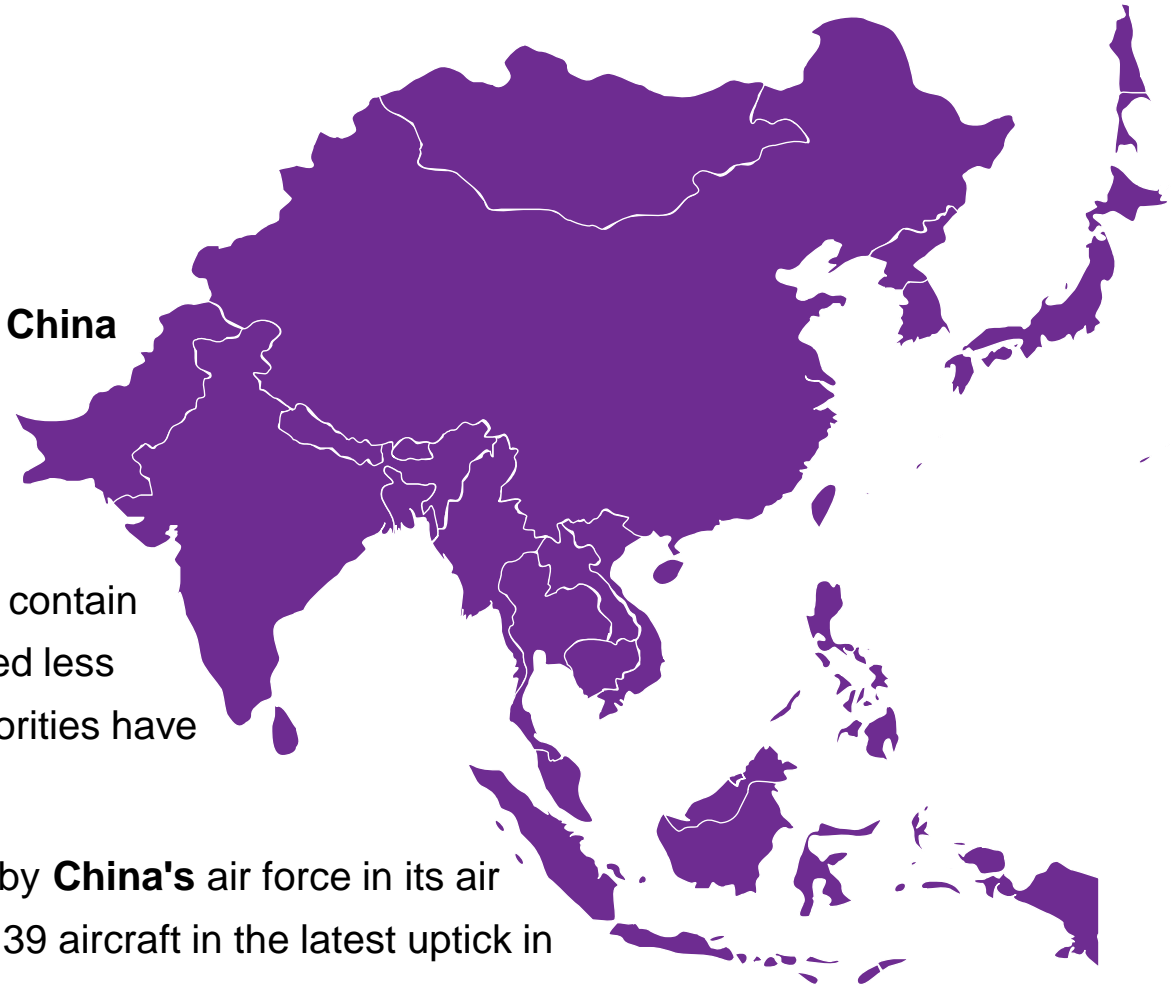 China
contain
ed less
orities have
by China's air force in its air
39 aircraft in the latest uptick in